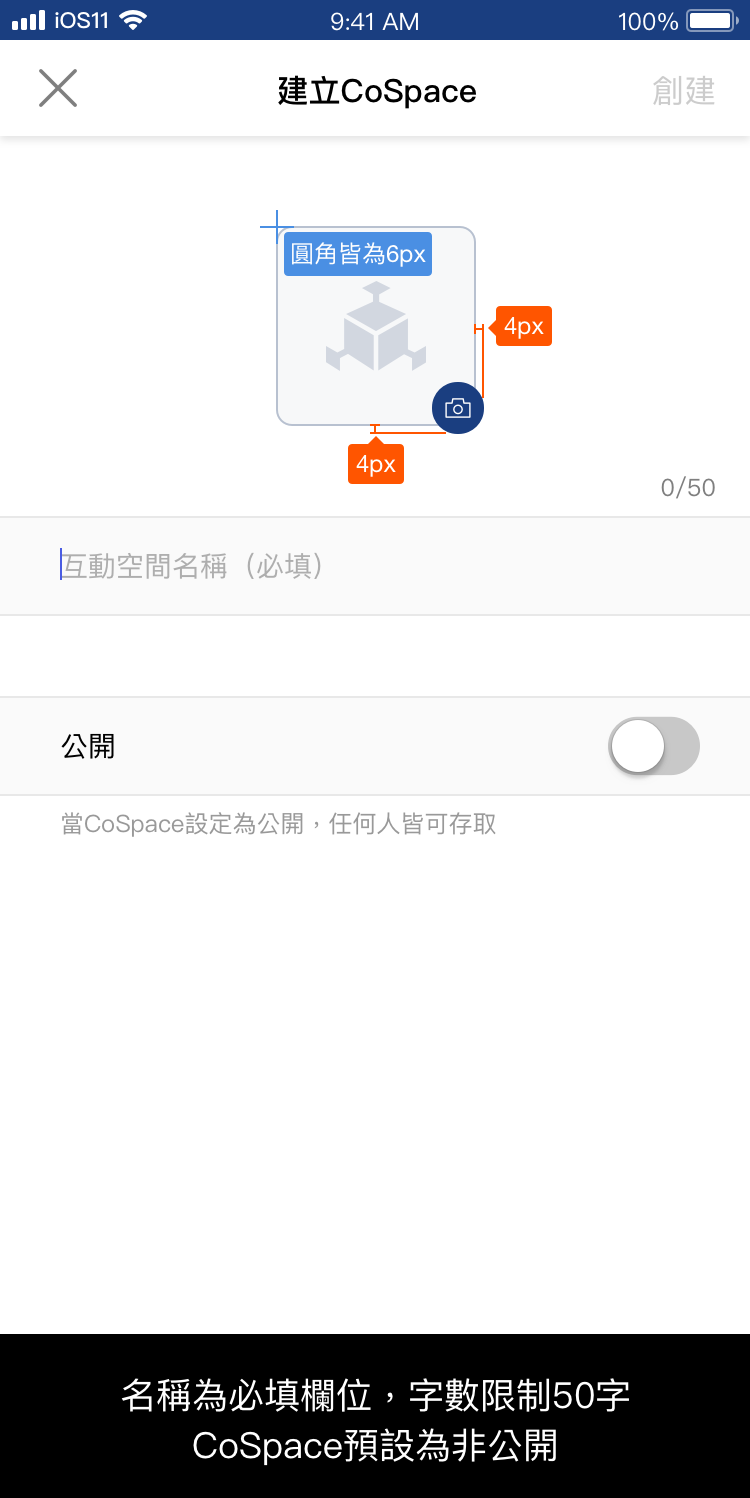 iOS11
9:41 AM
100%
建立CoSpace
創建
圓角皆為6px
4px
4px
0/50
互動空間名稱（必填）
公開
當CoSpace設定為公開，任何人皆可存取
名稱為必填欄位，字數限制50字
CoSpace預設為非公開